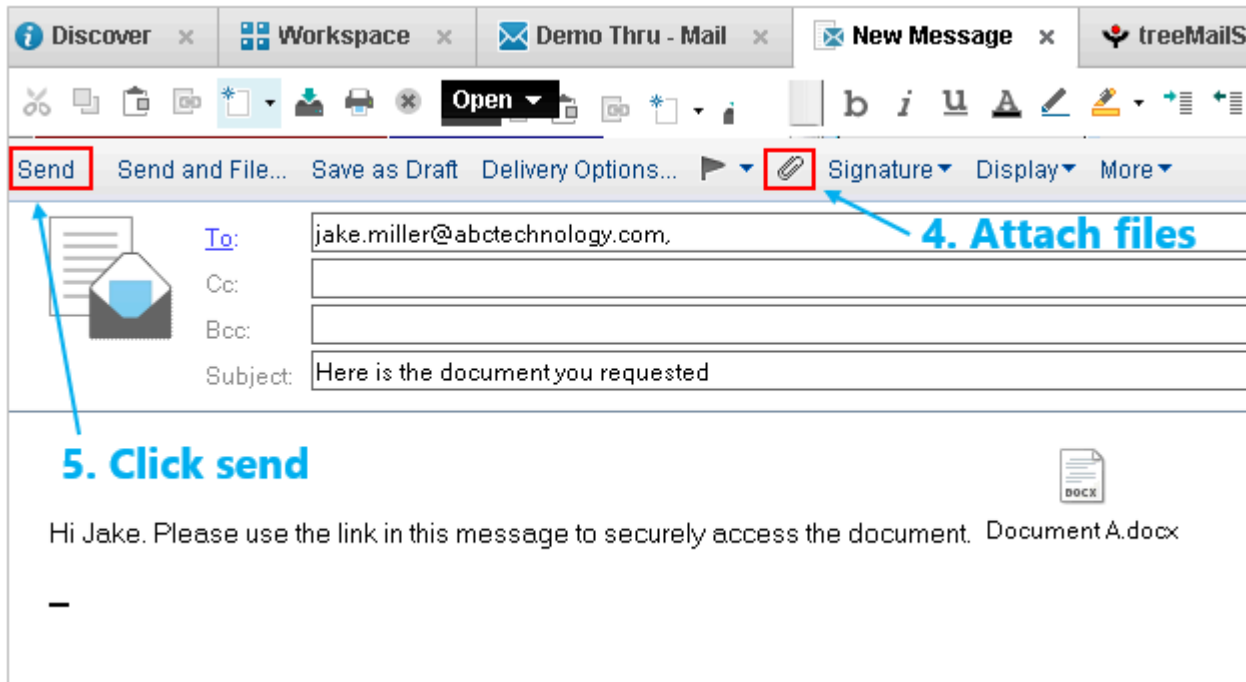 Discover Workspace Demo Thru - Mail New Message treeMailS
Open b i u A
Send Send and File... Save as Draft Delivery Options... Signature Display More
To: jake.miller@abctechnology.com,
4. Attach files
Cc:
Bcc:
Subject: Here is the document you requested
5. Click send
DOCX
Hi Jake. Please use the link in this message to securely access the document. Document A.docx